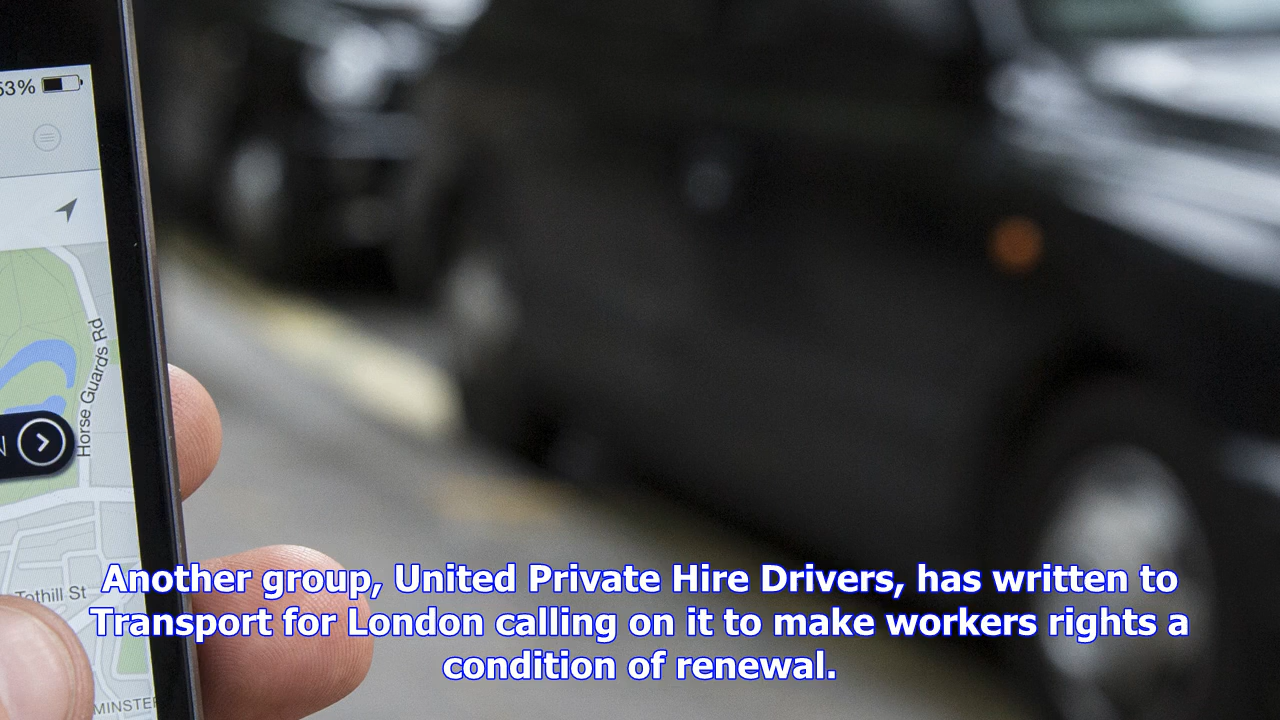 53%
Horse Guards Rd
Tothill St
Another group, United Private Hire Drivers, has written to
Transport for London calling on it to make workers rights a
condition of renewal.